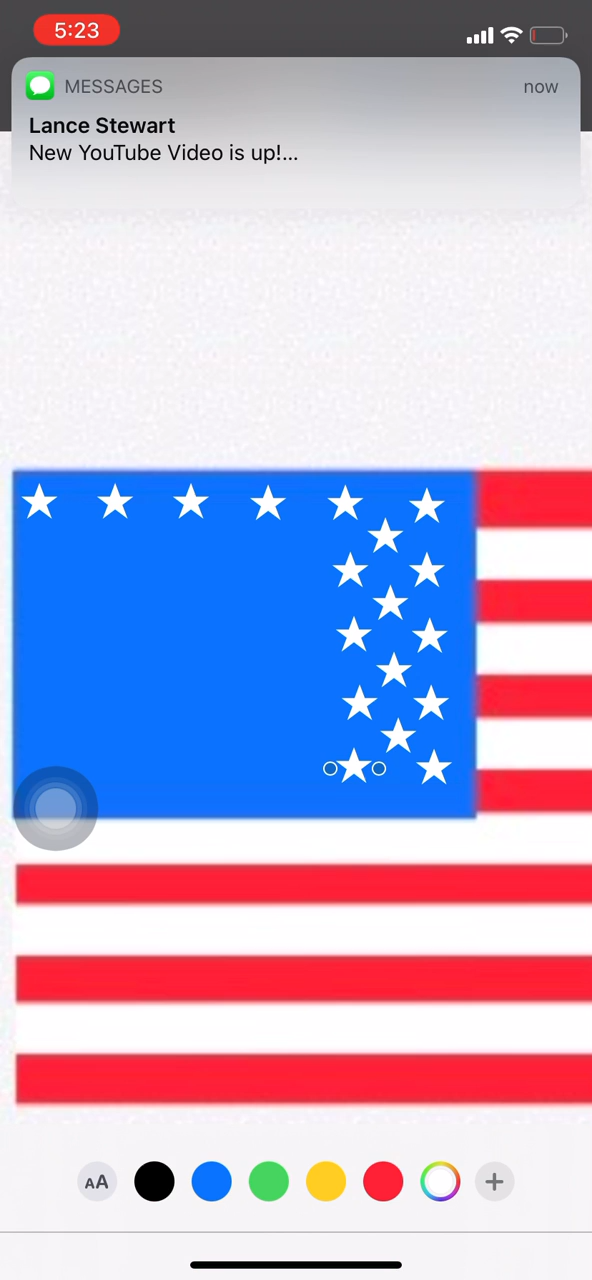 5:23
MESSAGES
now
Lance Stewart
New YouTube Video is up!...
AA